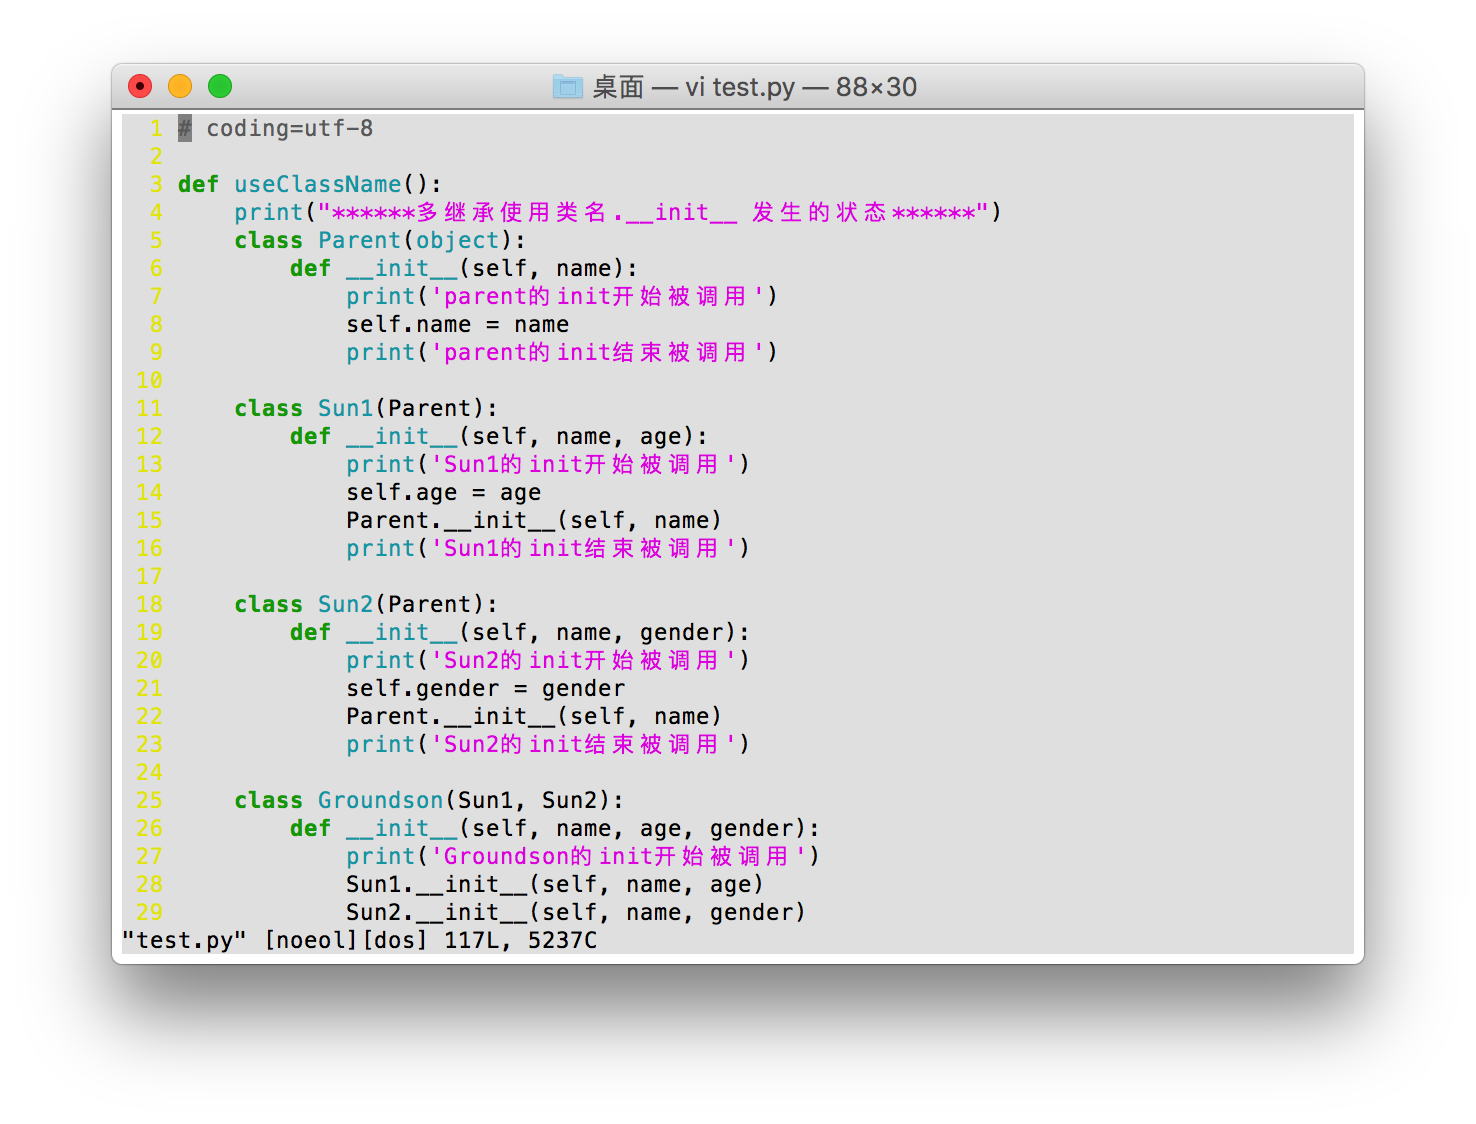 桌面 — vi test.py — 88×30
1 # coding=utf-8
2
3 def useClassName():
4     print("******多继承使用类名.__init__ 发生的状态******")
5     class Parent(object):
6         def __init__(self, name):
7             print('parent的init开始被调用')
8             self.name = name
9             print('parent的init结束被调用')
10
11     class Sun1(Parent):
12         def __init__(self, name, age):
13             print('Sun1的init开始被调用')
14             self.age = age
15             Parent.__init__(self, name)
16             print('Sun1的init结束被调用')
17
18     class Sun2(Parent):
19         def __init__(self, name, gender):
20             print('Sun2的init开始被调用')
21             self.gender = gender
22             Parent.__init__(self, name)
23             print('Sun2的init结束被调用')
24
25     class Groundson(Sun1, Sun2):
26         def __init__(self, name, age, gender):
27             print('Groundson的init开始被调用')
28             Sun1.__init__(self, name, age)
29             Sun2.__init__(self, name, gender)
"test.py" [noeol][dos] 117L, 5237C